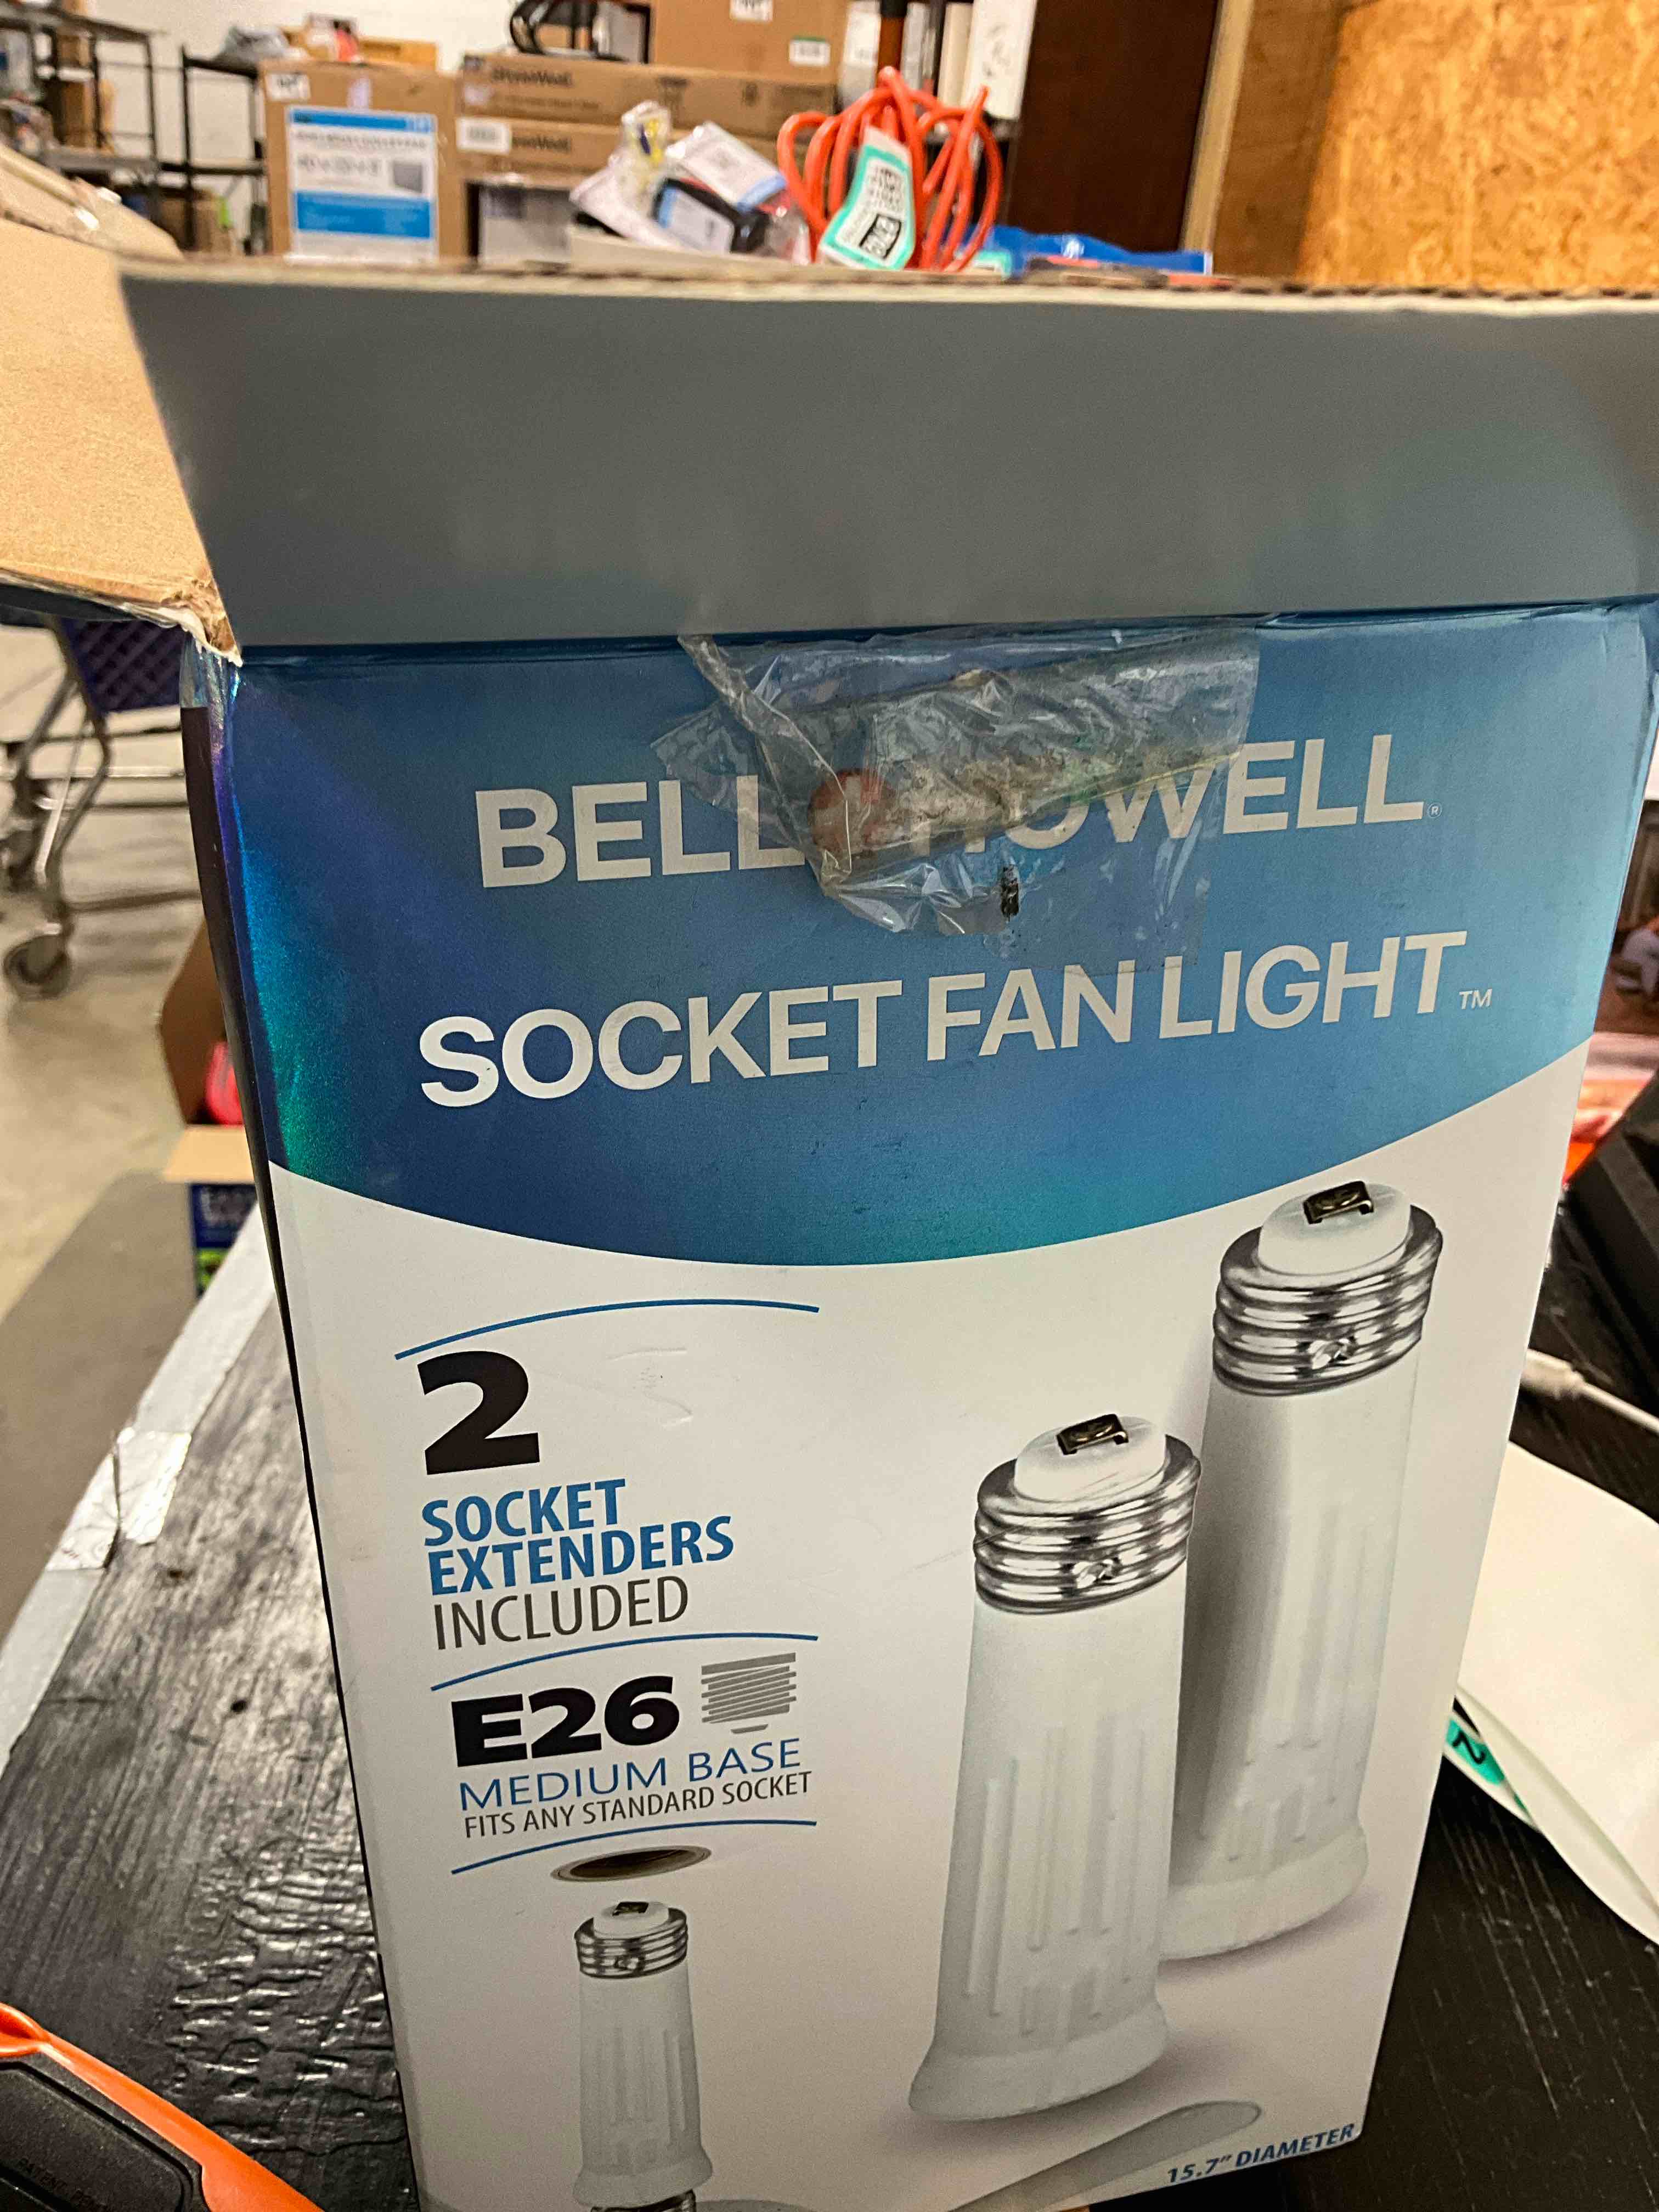 BELL HOWELL®
SOCKET FAN LIGHT™
2
SOCKET
EXTENDERS
INCLUDED
E26
MEDIUM BASE
FITS ANY STANDARD SOCKET
15.7" DIAMETER